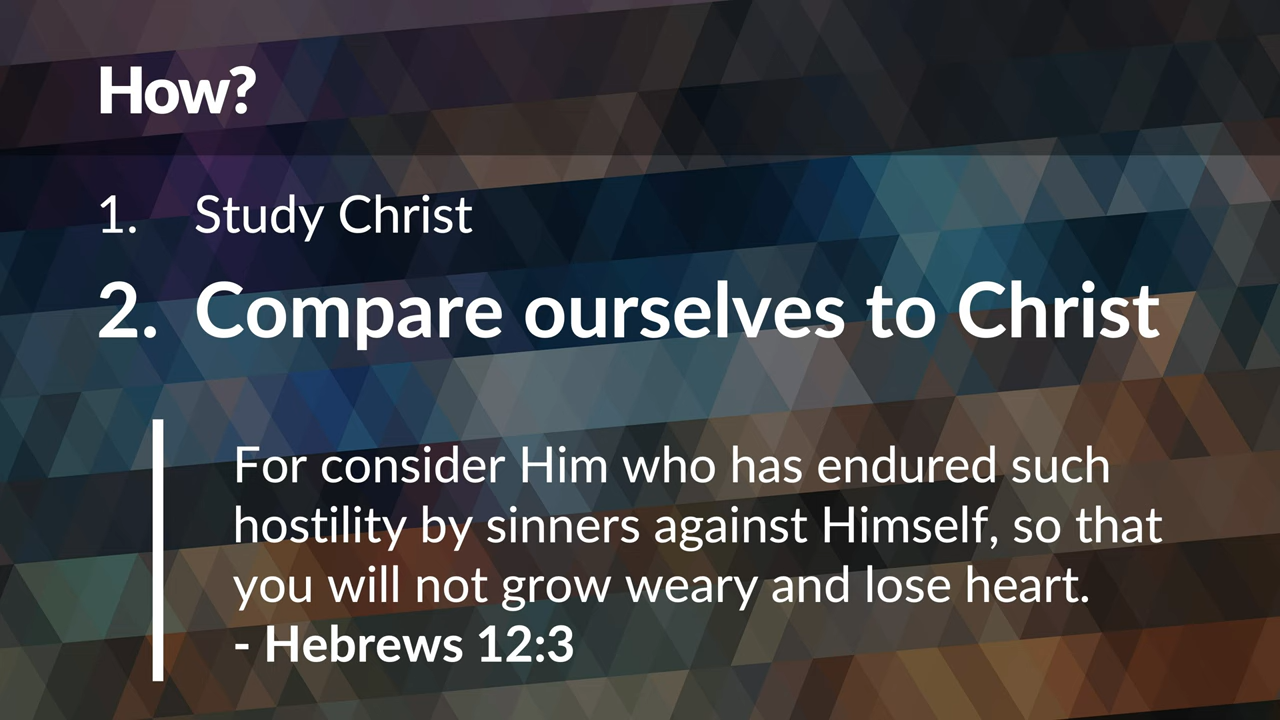 How?
1. Study Christ
2. Compare ourselves to Christ
For consider Him who has endured such
hostility by sinners against Himself, so that
you will not grow weary and lose heart.
- Hebrews 12:3